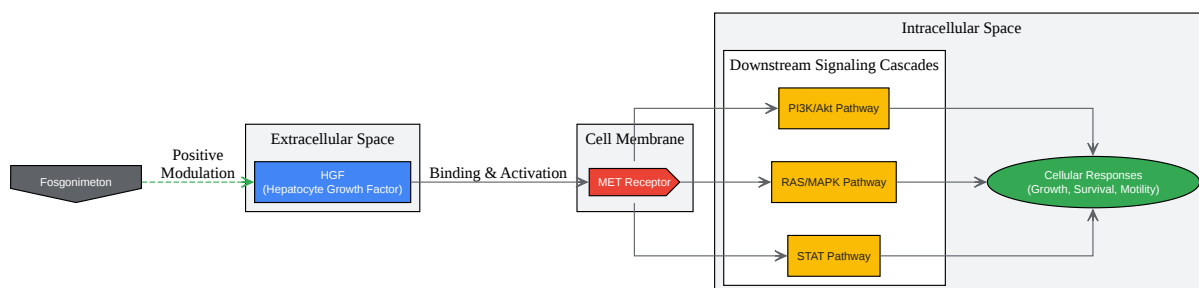 Intracellular Space
Downstream Signaling Cascades
PI3K/Akt Pathway
Extracellular Space
Cell Membrane
Positive
Modulation
Fosgonimeton
HGF
(Hepatocyte Growth Factor)
Binding & Activation
MET Receptor
RAS/MAPK Pathway
Cellular Responses
(Growth, Survival, Motility)
STAT Pathway